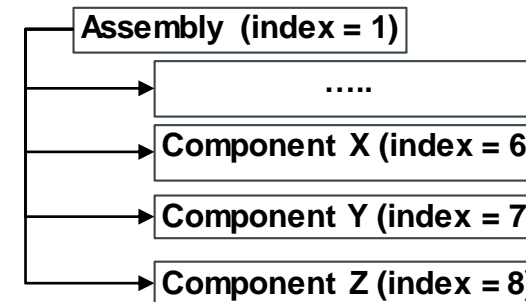 Assembly (index = 1)
.....
Component X (index = 6
Component Y (index = 7
Component Z (index = 8)